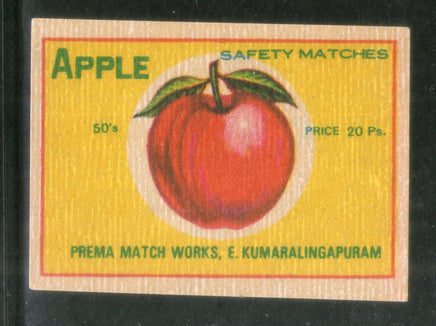 APPLE
SAFETY MATCHES
50's
PRICE 20 Ps.
PREMA MATCH WORKS, E. KUMARALINGAPURAM